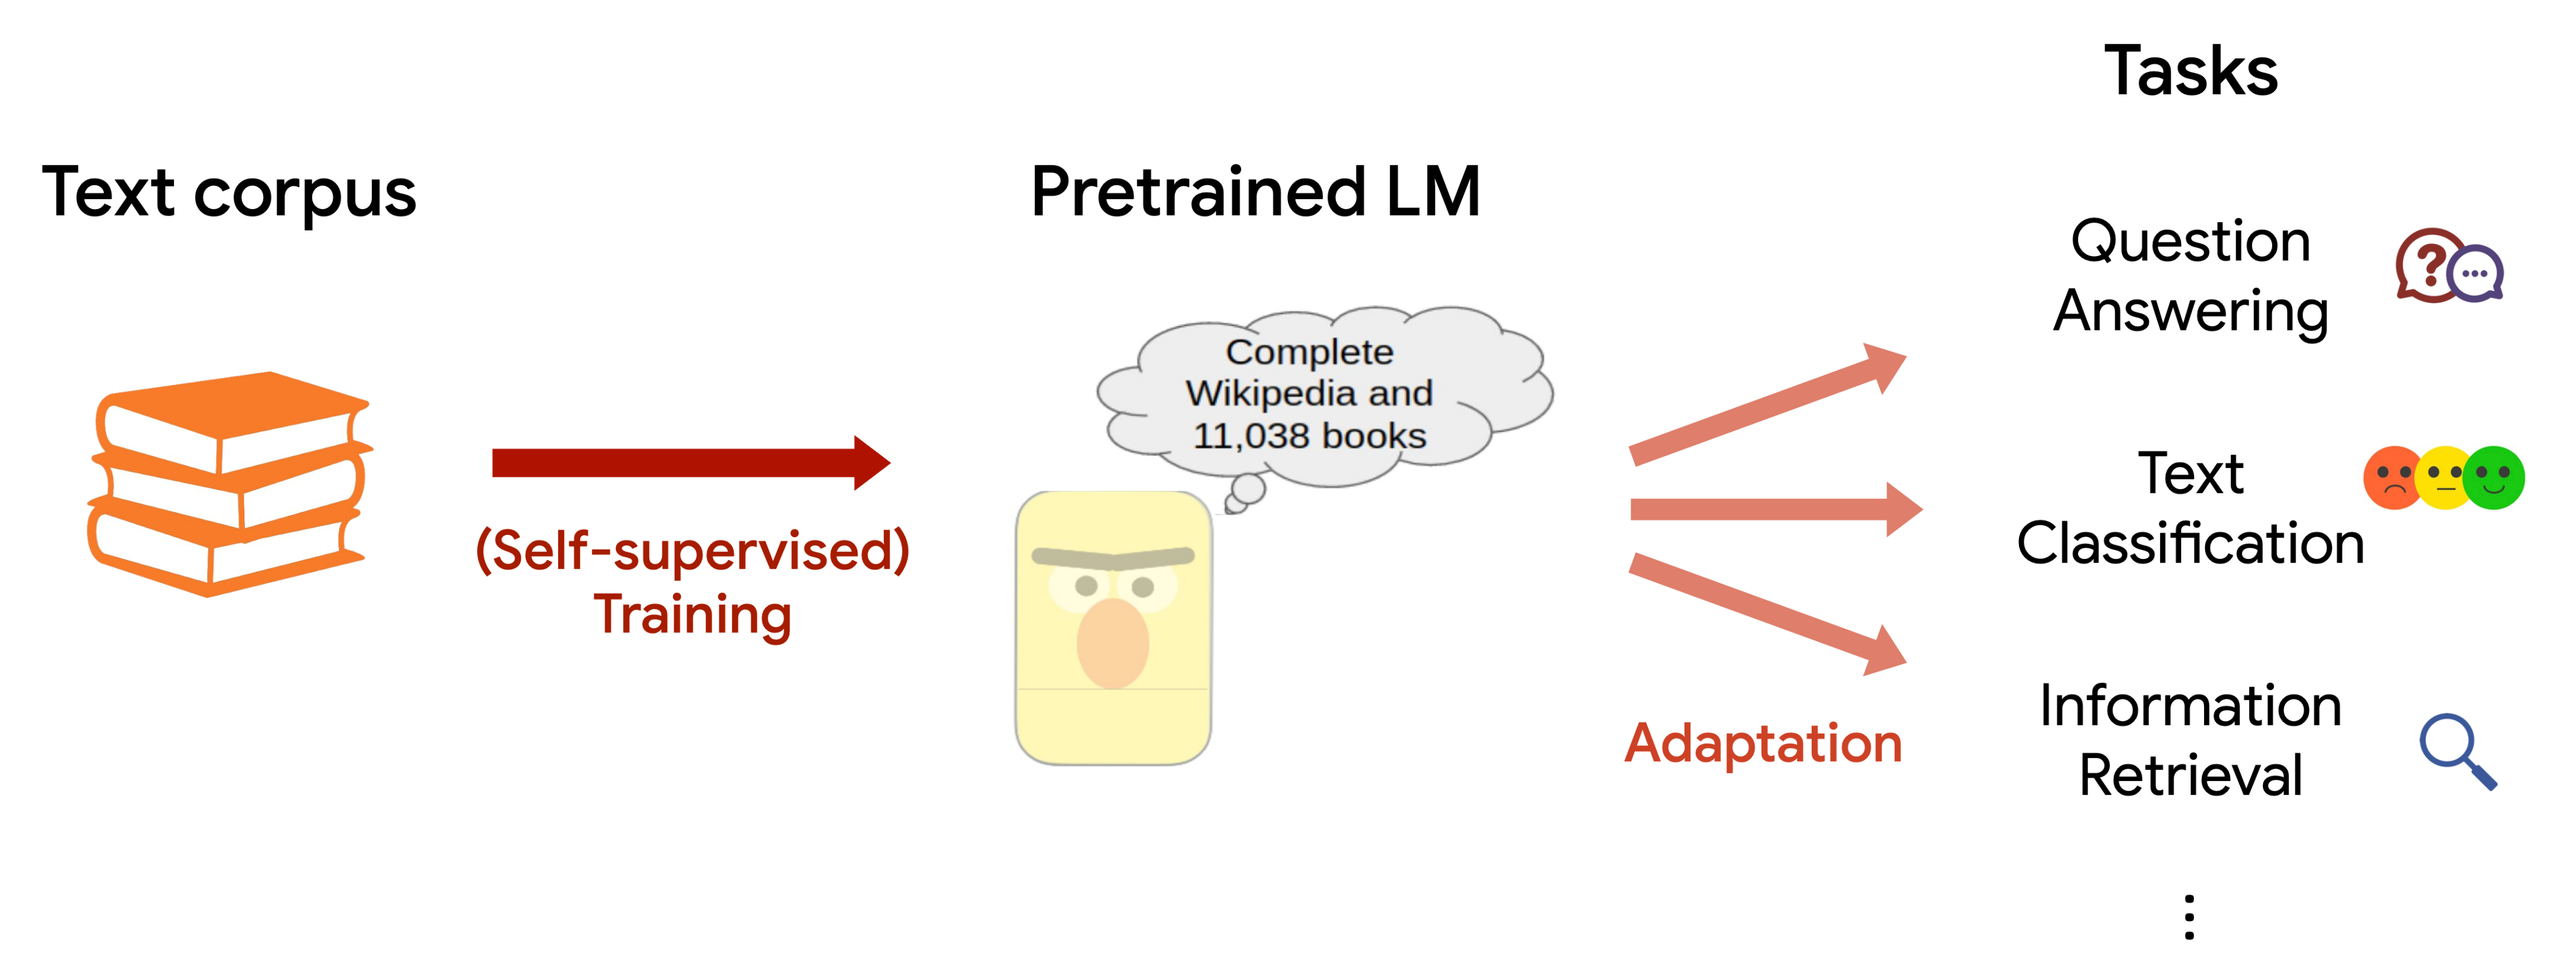 Text corpus
(Self-supervised)
Training
Pretrained LM
Complete
Wikipedia and
11,038 books
Adaptation
Tasks
Question
Answering
Text
Classification
Information
Retrieval